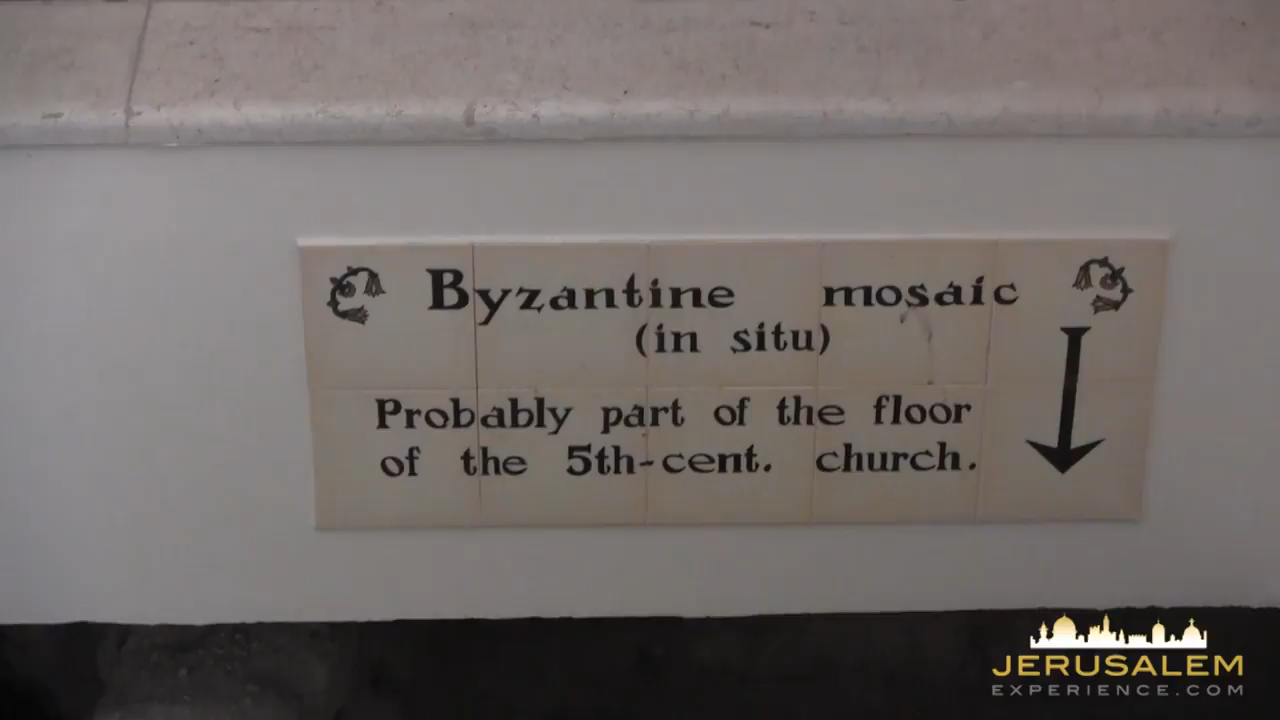 Byzantine mosaic
(in situ)
Probably part of the floor
of the 5th-cent. church.
JERUSALEM
EXPERIENCE.COM